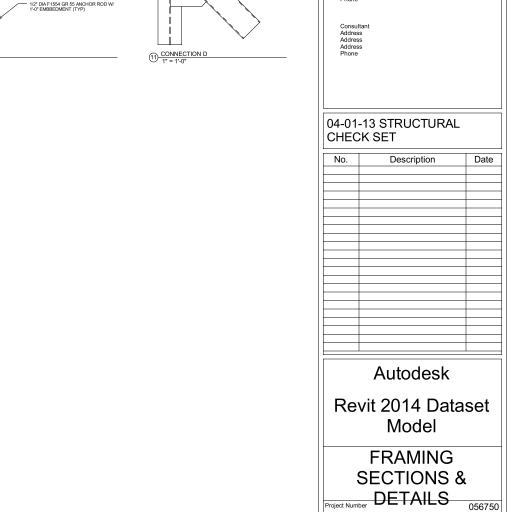 1/2" DIA F1554 GR 55 ANCHOR ROD W/
1'-0" EMBEDMENT (TYP)
11 CONNECTION D
1" = 1'-0"
Consultant
Address
Address
Address
Phone
04-01-13 STRUCTURAL
CHECK SET
No. Description Date
Autodesk
Revit 2014 Dataset
Model
FRAMING
SECTIONS &
DETAILS
Project Number 056750